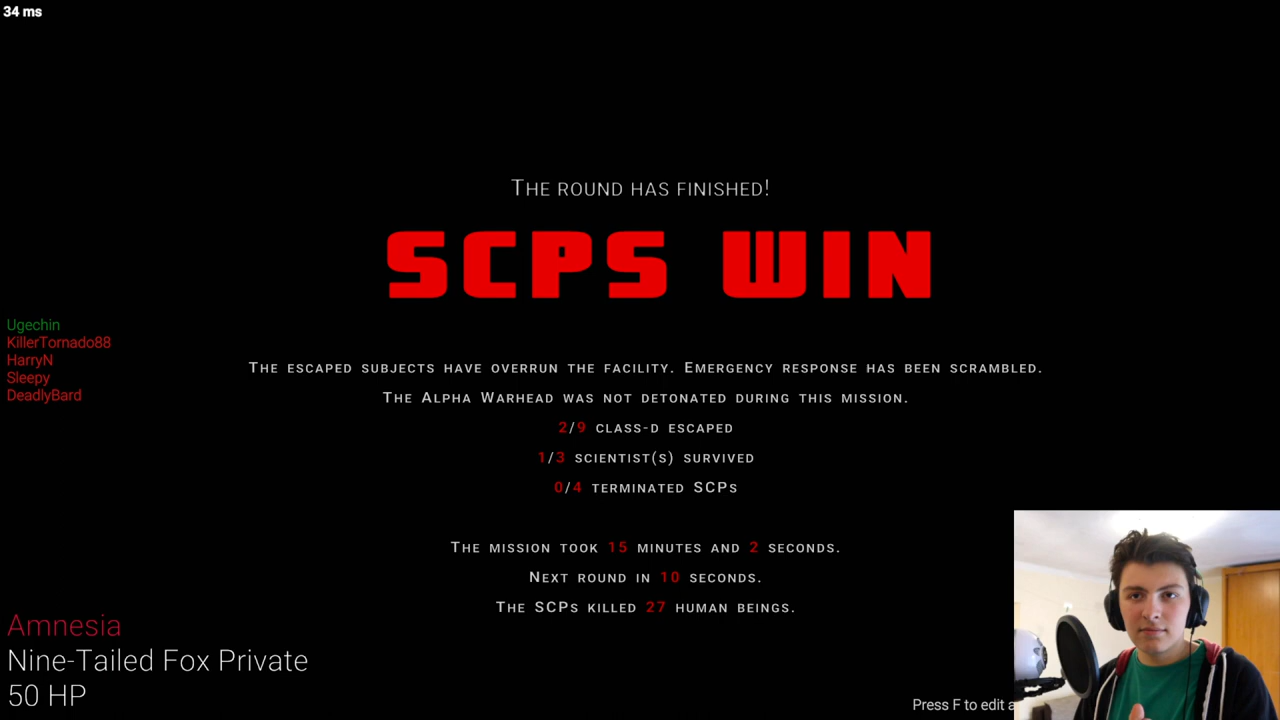 34 ms
THE ROUND HAS FINISHED!
SCPS WIN
Ugechin
KillerTornado88
HarryN
Sleepy
DeadlyBard
THE ESCAPED SUBJECTS HAVE OVERRUN THE FACILITY. EMERGENCY RESPONSE HAS BEEN SCRAMBLED.
THE ALPHA WARHEAD WAS NOT DETONATED DURING THIS MISSION.
2/9 CLASS-D ESCAPED
1/3 SCIENTIST(S) SURVIVED
0/4 TERMINATED SCPs
THE MISSION TOOK 15 MINUTES AND 2 SECONDS.
NEXT ROUND IN 10 SECONDS.
THE SCPs KILLED 27 HUMAN BEINGS.
Amnesia
Nine-Tailed Fox Private
50 HP
Press F to edit a